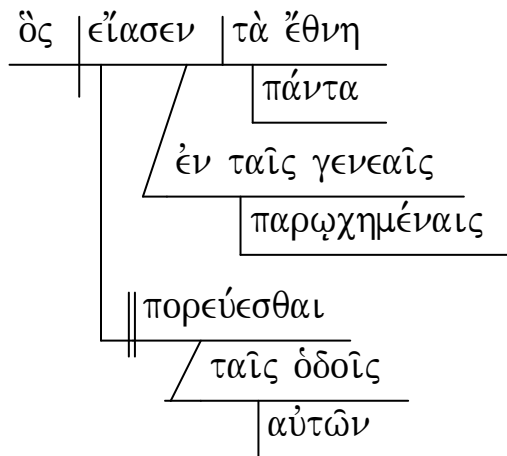 ὃς εἴασεν τὰ ἔθνη
πάντα
ἐν ταῖς γενεαῖς
παρῳχημέναις
πορεύεσθαι
ταῖς ὁδοῖς
αὐτῶν